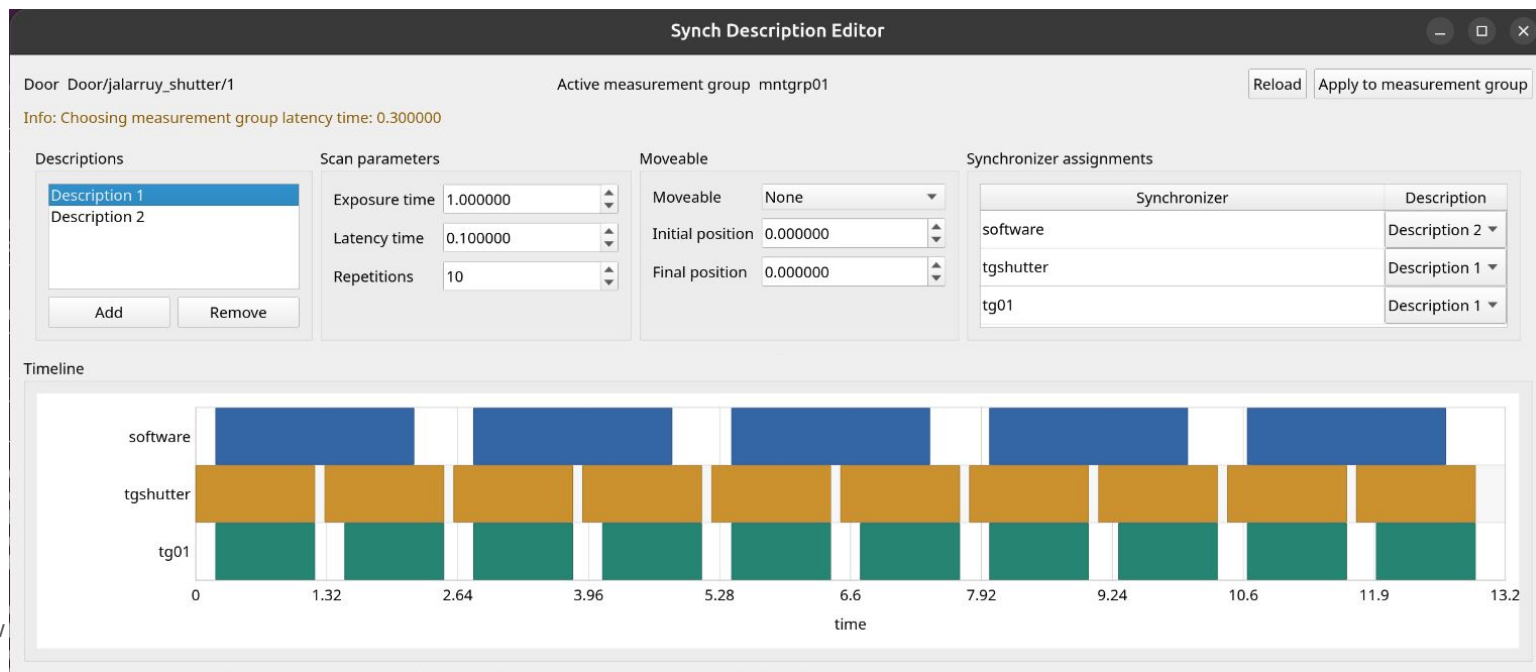 Synch Description Editor
Door Door/jalarruy_shutter/1 Active measurement group mntgrp01 Reload Apply to measurement group
Info: Choosing measurement group latency time: 0.300000
Descriptions
Description 1
Description 2
Add Remove
Scan parameters
Exposure time 1.000000
Latency time 0.100000
Repetitions 10
Moveable
Moveable None
Initial position 0.000000
Final position 0.000000
Synchronizer assignments
Synchronizer Description
software Description 2
tgshutter Description 1
tg01 Description 1
Timeline
software
tgshutter
tg01
0 1.32 2.64 3.96 5.28 6.6 7.92 9.24 10.6 11.9 13.2
time